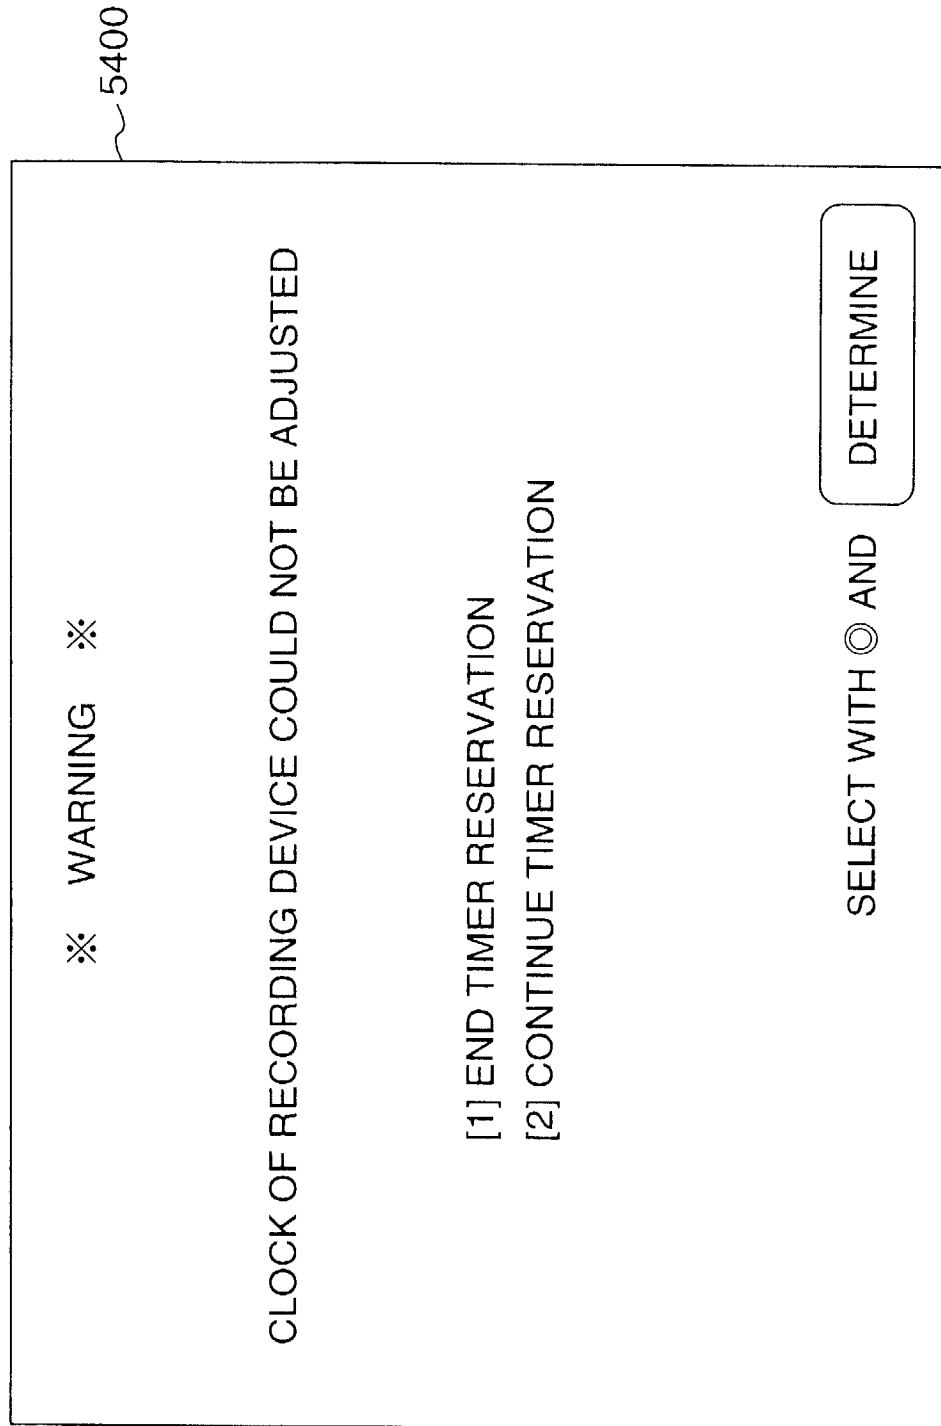 5400
※ WARNING ※
CLOCK OF RECORDING DEVICE COULD NOT BE ADJUSTED
[1] END TIMER RESERVATION
[2] CONTINUE TIMER RESERVATION
SELECT WITH ◎ AND DETERMINE